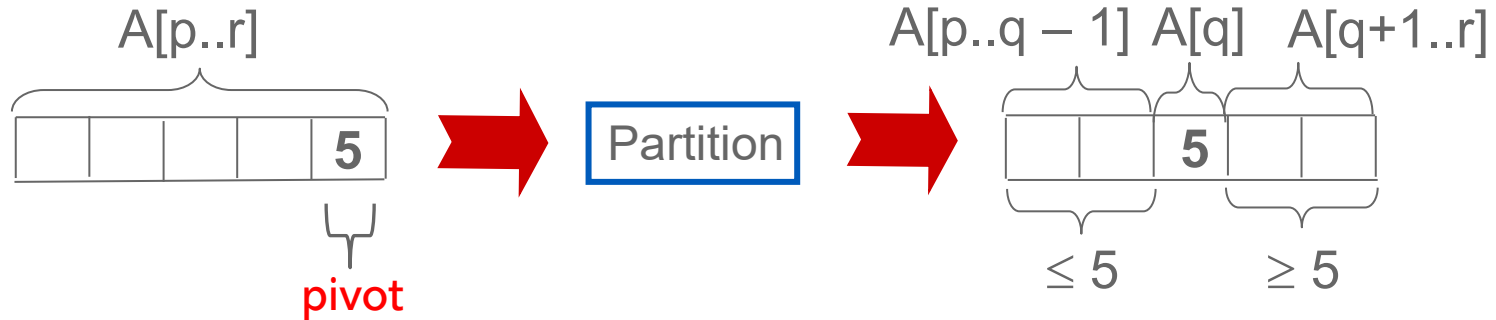 A[p..r]
5
pivot
Partition
A[p..q – 1] A[q] A[q+1..r]
5
≤ 5
≥ 5